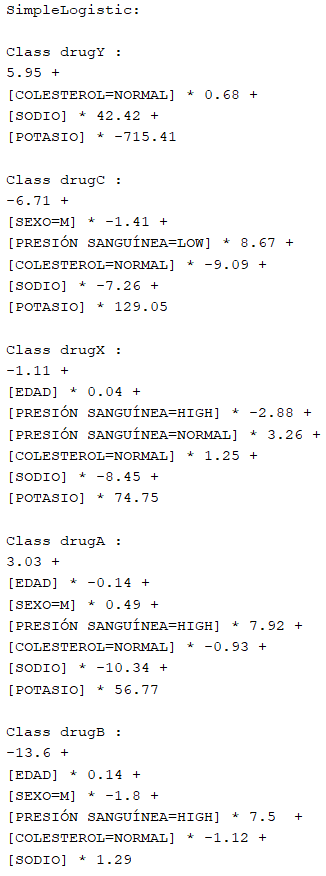 SimpleLogistic:
Class drugY :
5.95 +
[COLESTEROL=NORMAL] * 0.68 +
[SODIO] * 42.42 +
[POTASIO] * -715.41
Class drugC :
-6.71 +
[SEXO=M] * -1.41 +
[PRESIÓN SANGUÍNEA=LOW] * 8.67 +
[COLESTEROL=NORMAL] * -9.09 +
[SODIO] * -7.26 +
[POTASIO] * 129.05
Class drugX :
-1.11 +
[EDAD] * 0.04 +
[PRESIÓN SANGUÍNEA=HIGH] * -2.88 +
[PRESIÓN SANGUÍNEA=NORMAL] * 3.26 +
[COLESTEROL=NORMAL] * 1.25 +
[SODIO] * -8.45 +
[POTASIO] * 74.75
Class drugA :
3.03 +
[EDAD] * -0.14 +
[SEXO=M] * 0.49 +
[PRESIÓN SANGUÍNEA=HIGH] * 7.92 +
[COLESTEROL=NORMAL] * -0.93 +
[SODIO] * -10.34 +
[POTASIO] * 56.77
Class drugB :
-13.6 +
[EDAD] * 0.14 +
[SEXO=M] * -1.8 +
[PRESIÓN SANGUÍNEA=HIGH] * 7.5  +
[COLESTEROL=NORMAL] * -1.12 +
[SODIO] * 1.29